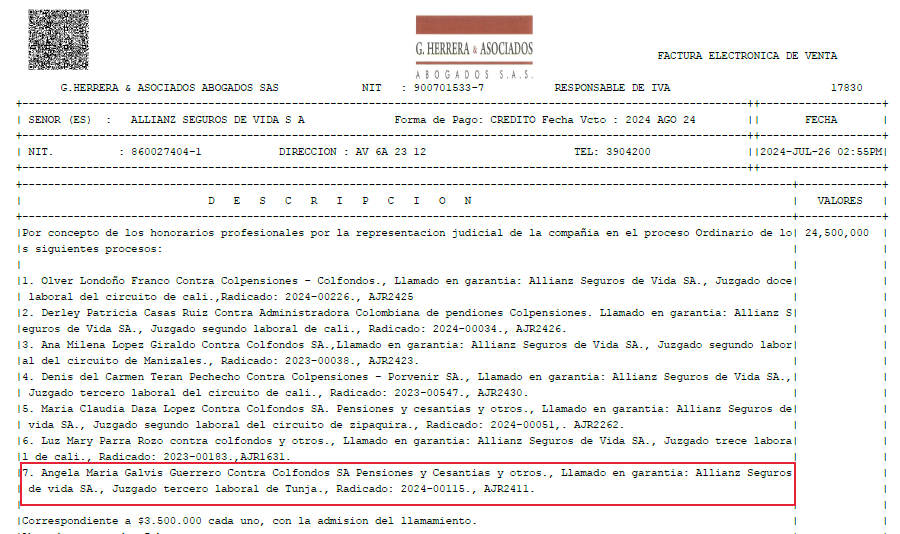 G. HERRERA & ASOCIADOS
ABOGADOS S.A.S.
FACTURA ELECTRONICA DE VENTA
G.HERRERA & ASOCIADOS ABOGADOS SAS NIT : 900701533-7 RESPONSABLE DE IVA 17830
SENOR (ES) : ALLIANZ SEGUROS DE VIDA S A Forma de Pago: CREDITO Fecha Vcto : 2024 AGO 24 FECHA
NIT. : 860027404-1 DIRECCION : AV 6A 23 12 TEL: 3904200 2024-JUL-26 02:55PM
D E S C R I P C I O N VALORES
Por concepto de los honorarios profesionales por la representacion judicial de la compañia en el proceso Ordinario de lo 24,500,000
s siguientes procesos:
1. Olver Londoño Franco Contra Colpensiones - Colfondos., Llamado en garantia: Allianz Seguros de Vida SA., Juzgado doce
laboral del circuito de cali.,Radicado: 2024-00226., AJR2425
2. Derley Patricia Casas Ruiz Contra Administradora Colombiana de pendiones Colpensiones. Llamado en garantia: Allianz S
eguros de Vida SA., Juzgado segundo laboral de cali., Radicado: 2024-00034., AJR2426.
3. Ana Milena Lopez Giraldo Contra Colfondos SA.,Llamado en garantia: Allianz Seguros de Vida SA., Juzgado segundo labor
al del circuito de Manizales., Radicado: 2023-00038., AJR2423.
4. Denis del Carmen Teran Pechecho Contra Colpensiones - Porvenir SA., Llamado en garantia: Allianz Seguros de Vida SA.,
Juzgado tercero laboral del circuito de cali., Radicado: 2023-00547., AJR2430.
5. Maria Claudia Daza Lopez Contra Colfondos SA. Pensiones y cesantias y otros., Llamado en garantia: Allianz Seguros de
vida SA., Juzgado segundo laboral del circuito de zipaquira., Radicado: 2024-00051,. AJR2262.
6. Luz Mary Parra Rozo contra colfondos y otros., Llamado en garantia: Allianz Seguros de Vida SA., Juzgado trece labora
l de cali., Radicado: 2023-00183.,AJR1631.
7. Angela Maria Galvis Guerrero Contra Colfondos SA Pensiones y Cesantias y otros., Llamado en garantia: Allianz Seguros
de vida SA., Juzgado tercero laboral de Tunja., Radicado: 2024-00115., AJR2411.
Correspondiente a $3.500.000 cada uno, con la admision del llamamiento.